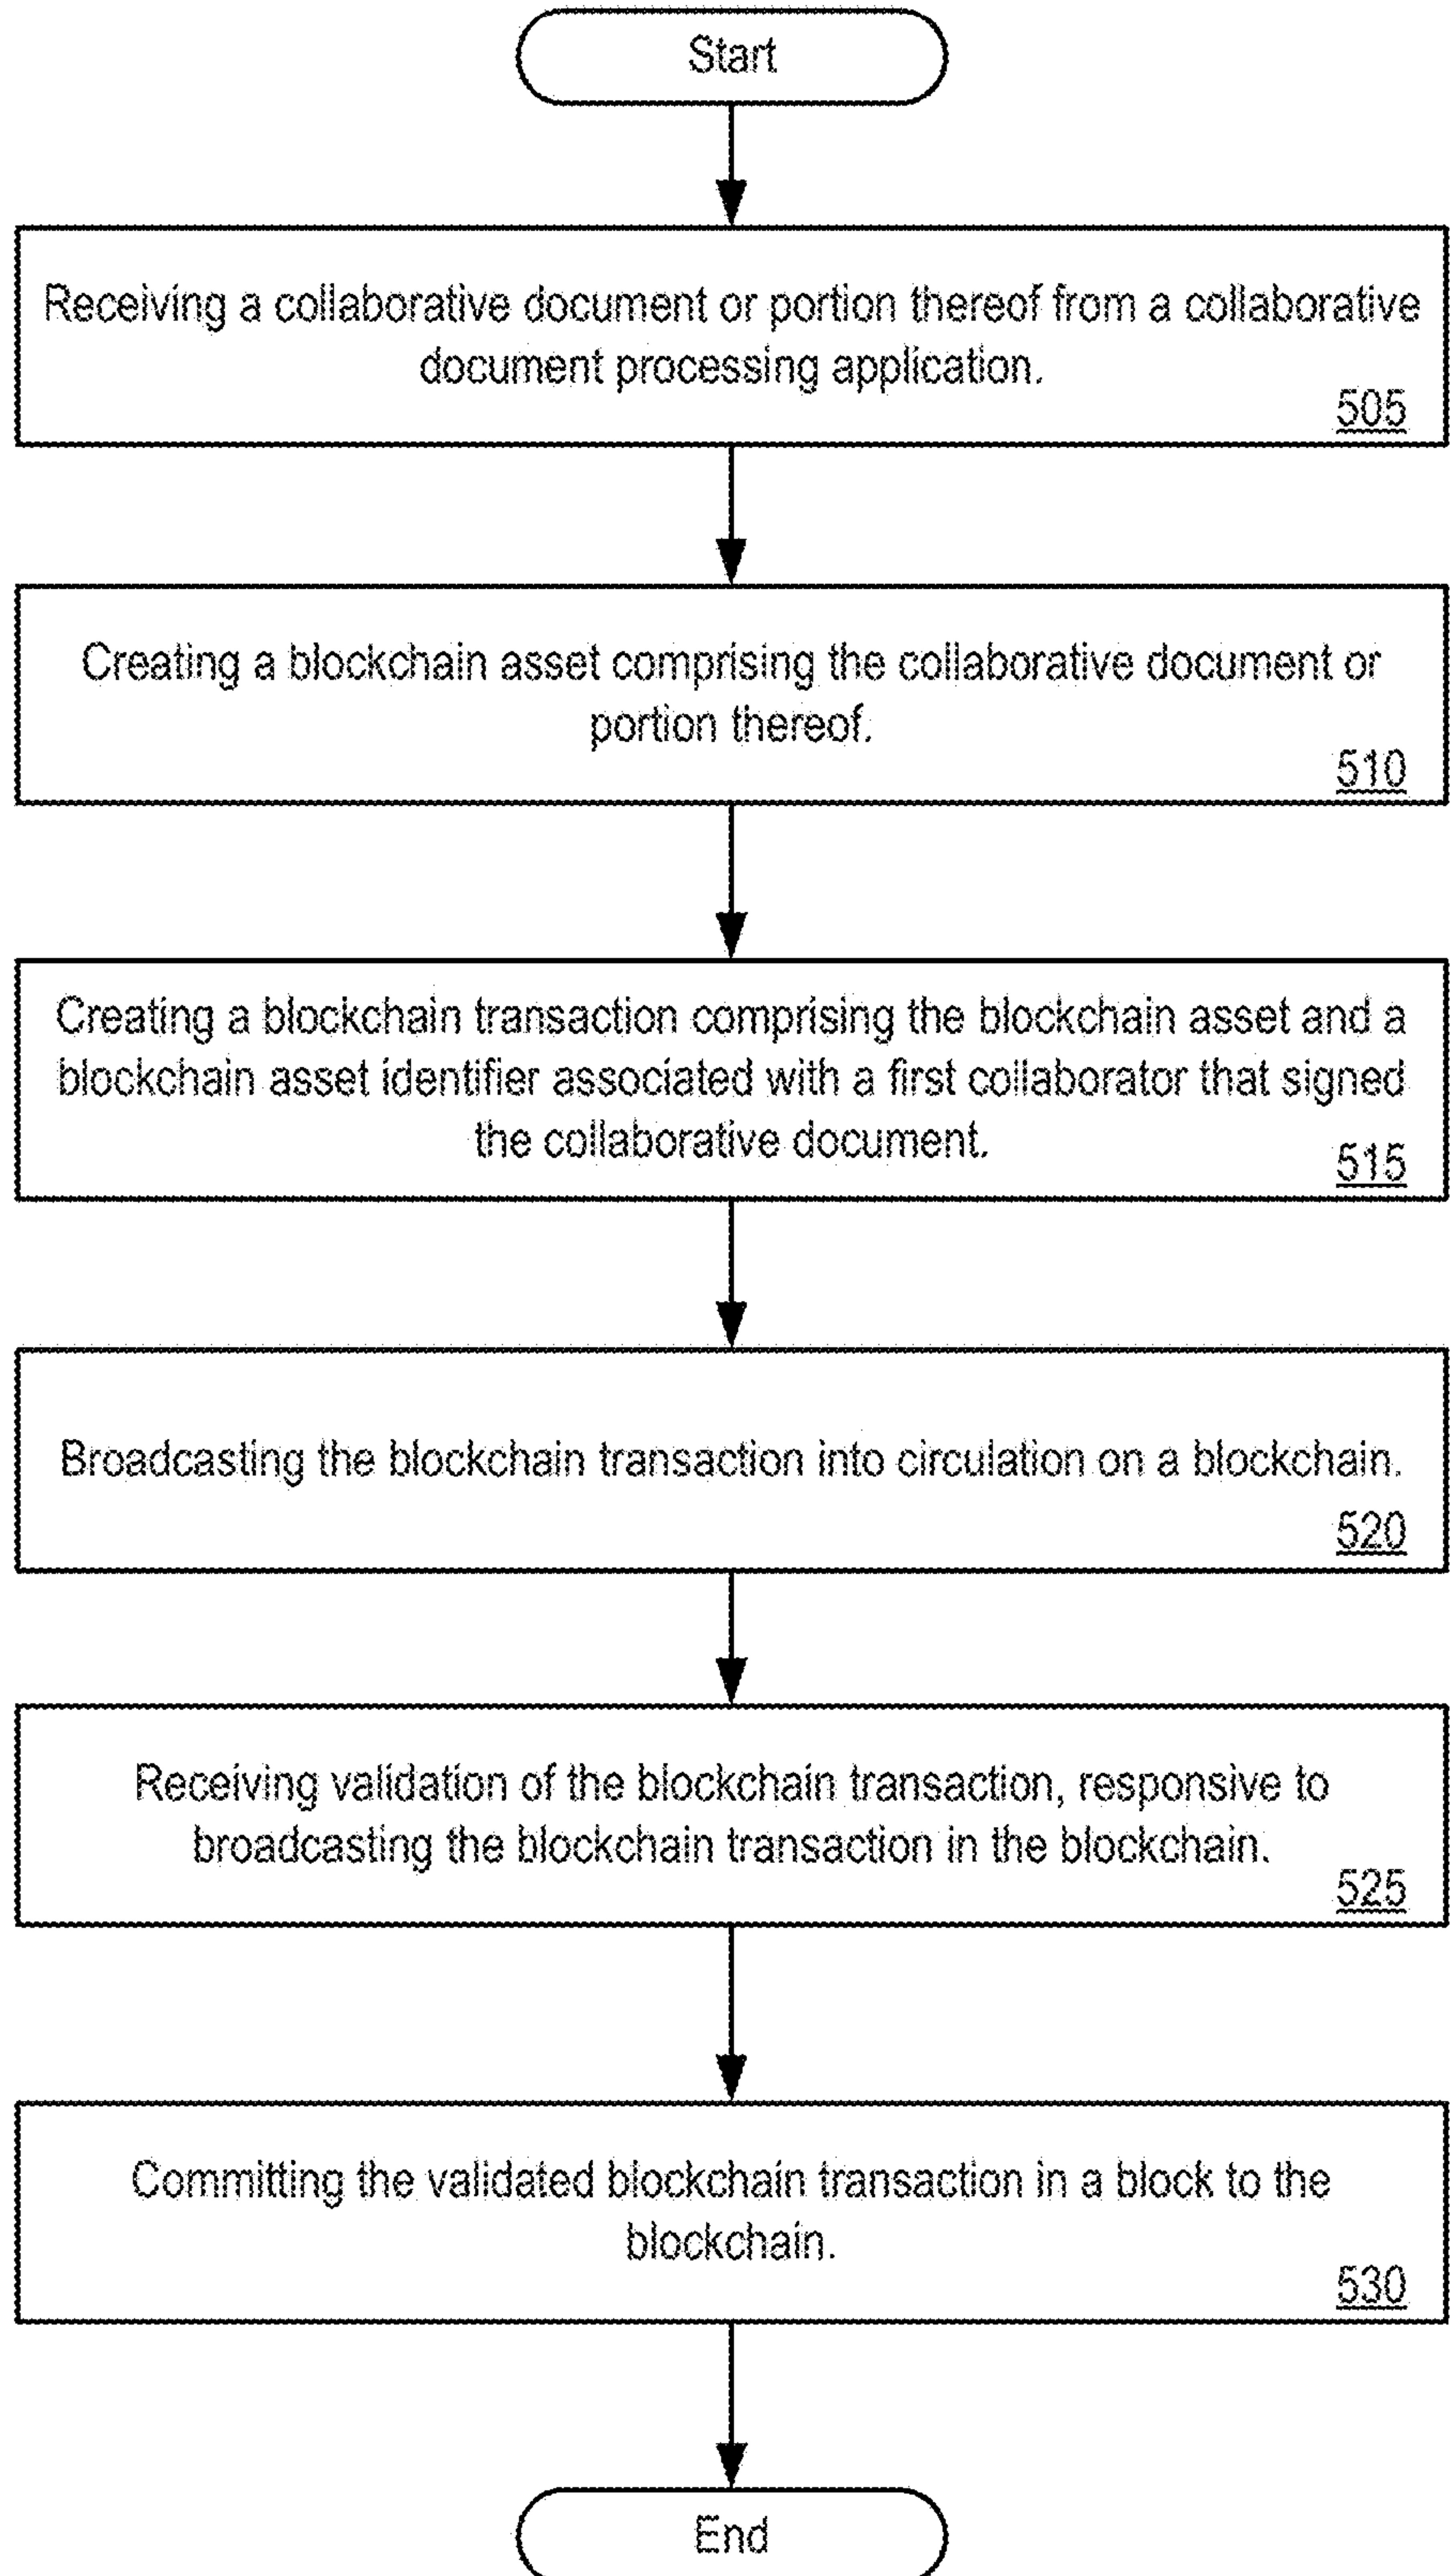 Start
Receiving a collaborative document or portion thereof from a collaborative
document processing application.
505
Creating a blockchain asset comprising the collaborative document or
portion thereof.
510
Creating a blockchain transaction comprising the blockchain asset and a
blockchain asset identifier associated with a first collaborator that signed
the collaborative document.
515
Broadcasting the blockchain transaction into circulation on a blockchain.
520
Receiving validation of the blockchain transaction, responsive to
broadcasting the blockchain transaction in the blockchain.
525
Committing the validated blockchain transaction in a block to the
blockchain.
530
End